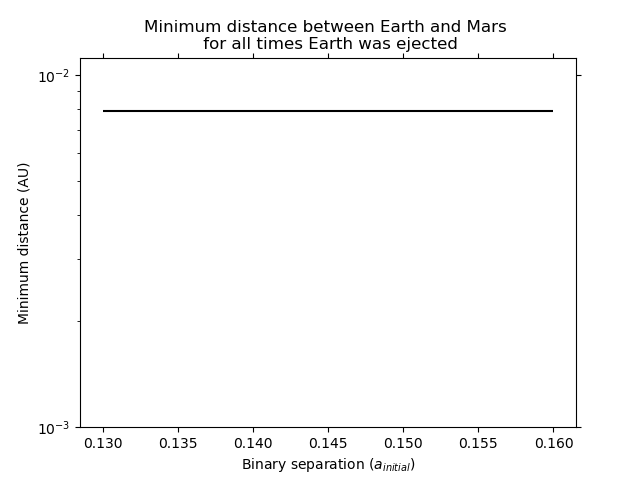 Minimum distance between Earth and Mars
for all times Earth was ejected
10⁻²
Minimum distance (AU)
10⁻³
0.130 0.135 0.140 0.145 0.150 0.155 0.160
Binary separation (a_initial)